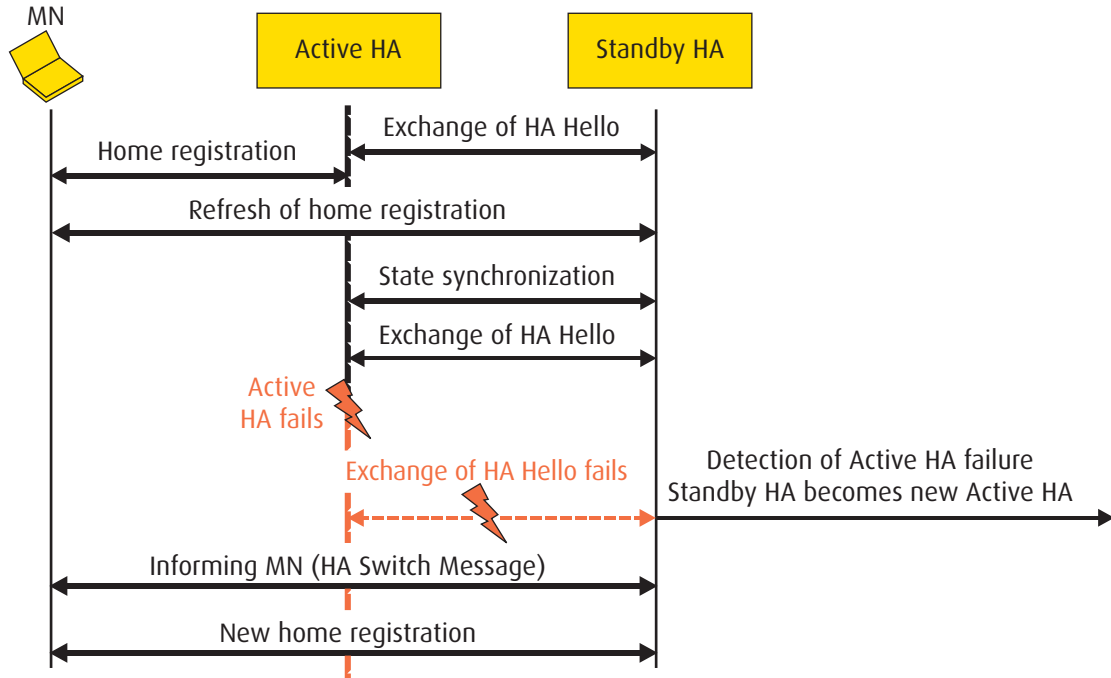 MN
Active HA
Standby HA
Exchange of HA Hello
Home registration
Refresh of home registration
State synchronization
Exchange of HA Hello
Active
HA fails
Exchange of HA Hello fails
Detection of Active HA failure
Standby HA becomes new Active HA
Informing MN (HA Switch Message)
New home registration